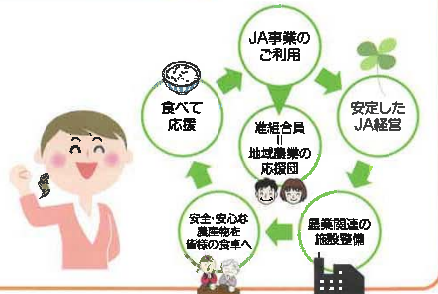 JA事業の
ご利用
安定した
JA経営
農業関連の
施設整備
安全・安心な
農産物を
皆様の食卓へ
食べて
応援
准組合員
=
地域農業の
応援団